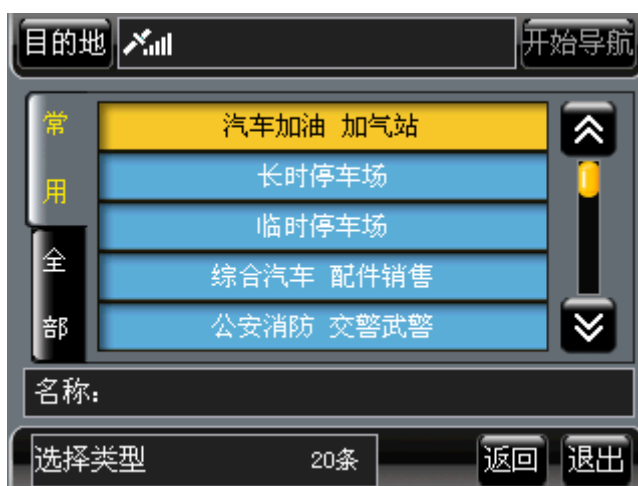 目的地 开始导航
常用
汽车加油 加气站
长时停车场
临时停车场
全部
综合汽车 配件销售
公安消防 交警武警
名称:
选择类型 20条 返回 退出